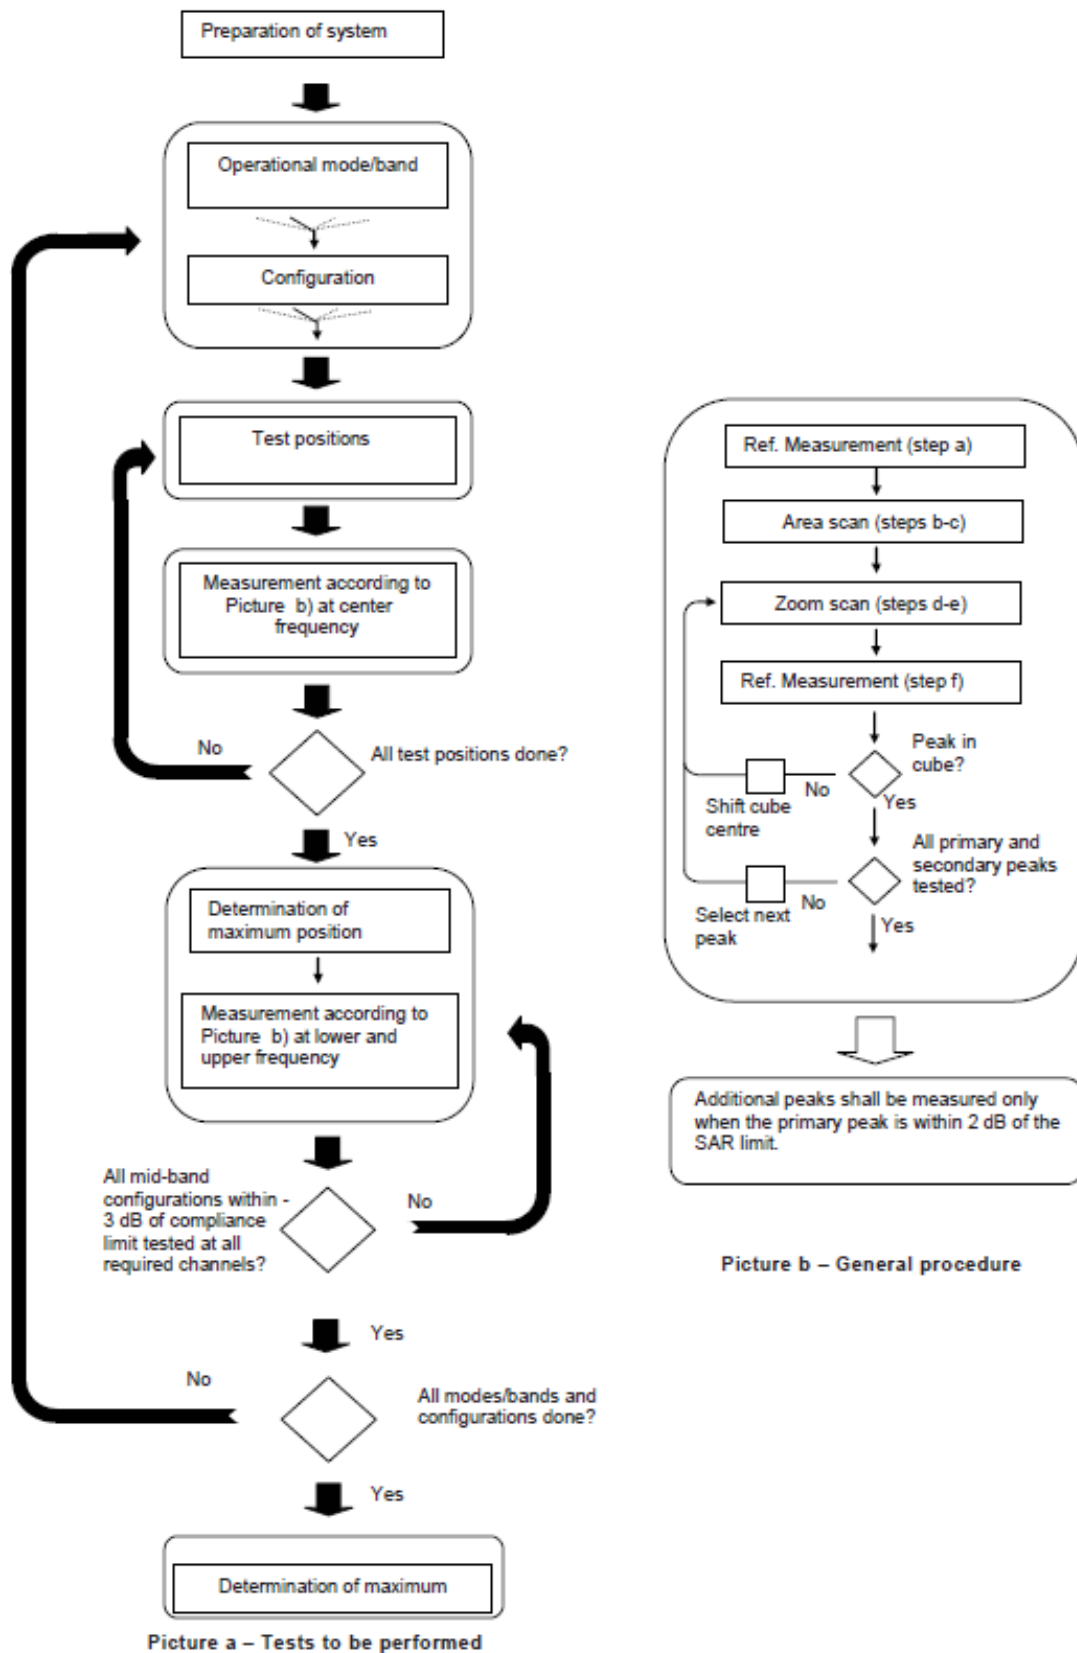 Preparation of system
Operational mode/band
Configuration
Test positions
Measurement according to
Picture b) at center
frequency
No
All test positions done?
Yes
Determination of
maximum position
Measurement according to
Picture b) at lower and
upper frequency
All mid-band
configurations within -
3 dB of compliance
limit tested at all
required channels?
No
Yes
No
All modes/bands and
configurations done?
Yes
Determination of maximum
Picture a – Tests to be performed
Ref. Measurement (step a)
Area scan (steps b-c)
Zoom scan (steps d-e)
Ref. Measurement (step f)
Peak in
cube?
No
Shift cube
centre
Yes
All primary and
secondary peaks
tested?
No
Select next
peak
Yes
Additional peaks shall be measured only
when the primary peak is within 2 dB of the
SAR limit.
Picture b – General procedure